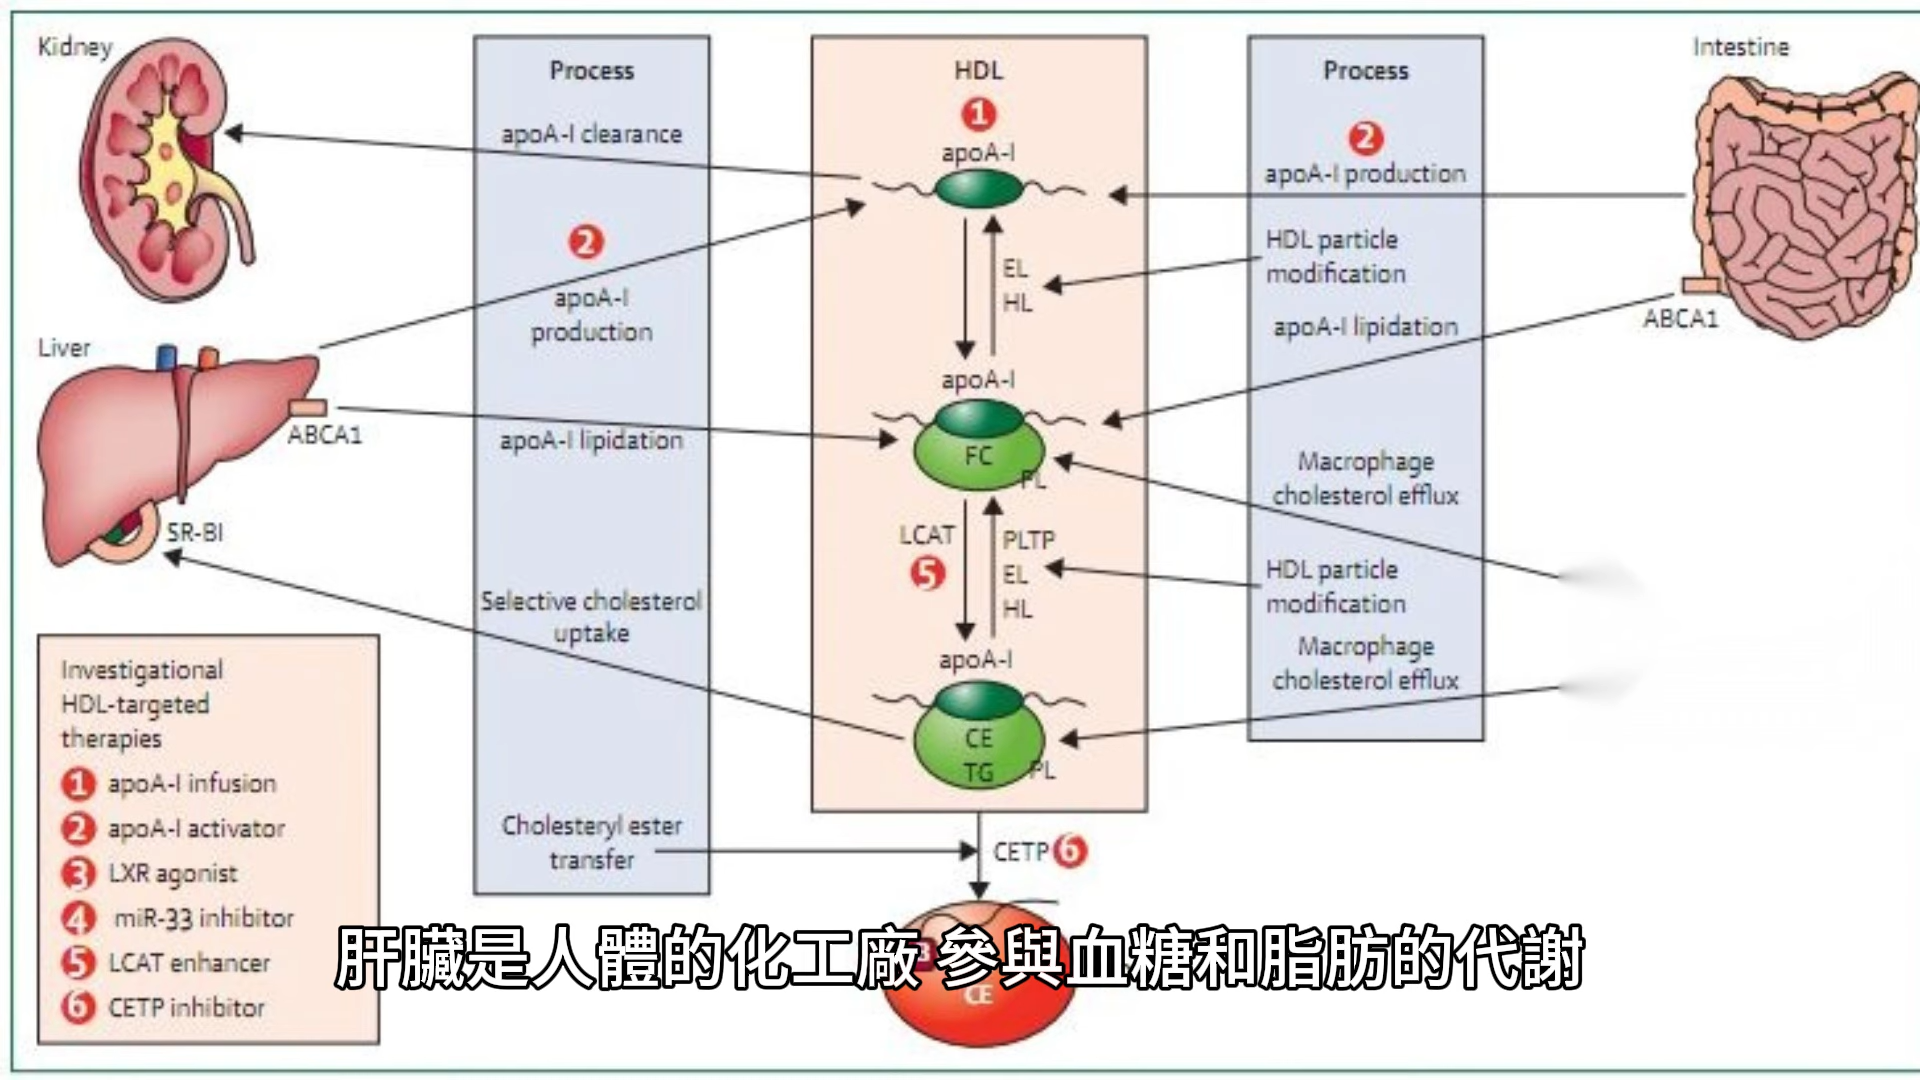 Kidney
Process
apoA-I clearance
2
apoA-I
production
apoA-I lipidation
Selective cholesterol
uptake
Cholesteryl ester
transfer
Liver
ABCA1
SR-BI
HDL
1
apoA-I
EL
HL
apoA-I
FC
PL
LCAT
5
PLTP
EL
HL
apoA-I
CE
TG
PL
CETP 6
CE
Process
2
apoA-I production
HDL particle
modification
apoA-I lipidation
Macrophage
cholesterol efflux
HDL particle
modification
Macrophage
cholesterol efflux
Intestine
ABCA1
Investigational
HDL-targeted
therapies
1 apoA-I infusion
2 apoA-I activator
3 LXR agonist
4 miR-33 inhibitor
5 LCAT enhancer
6 CETP inhibitor
肝臟是人體的化工廠 參與血糖和脂肪的代謝